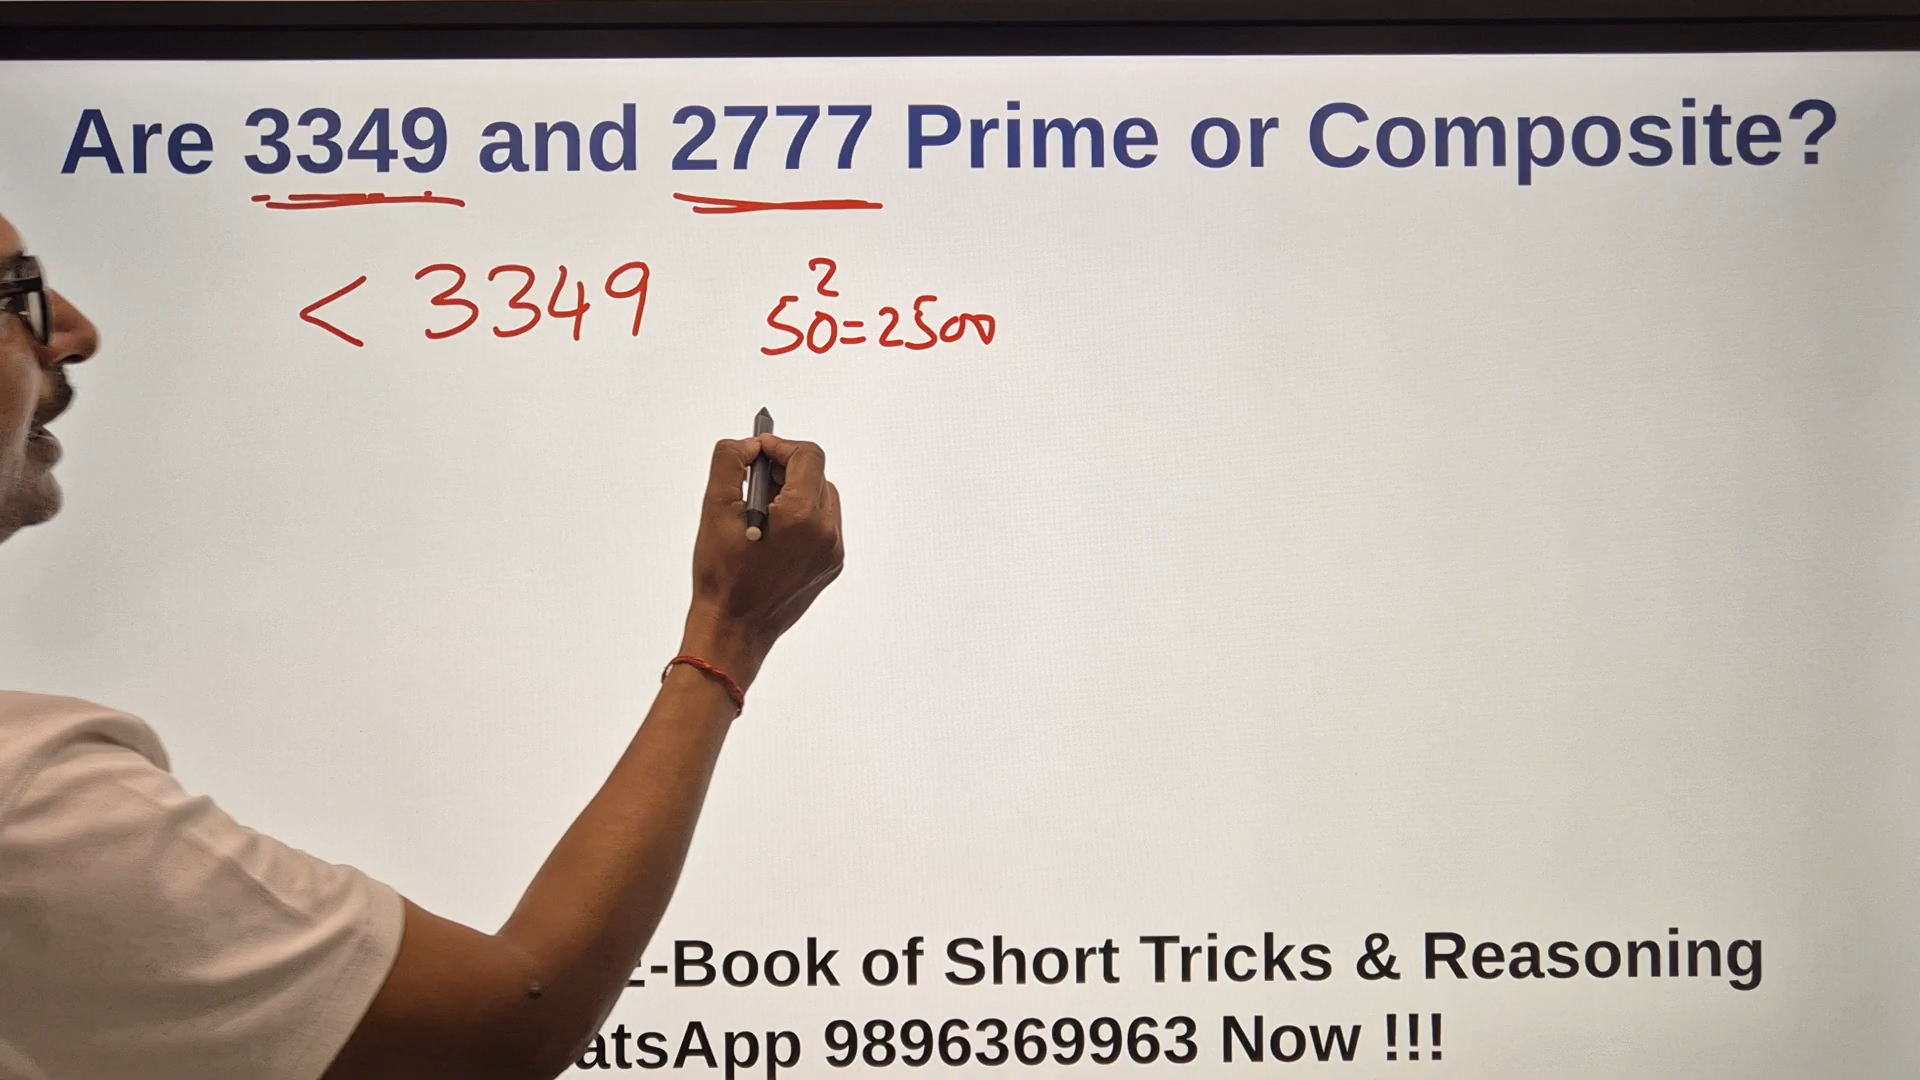 Are 3349 and 2777 Prime or Composite?
< 3349
50²=2500
-Book of Short Tricks & Reasoning
atsApp 9896369963 Now !!!